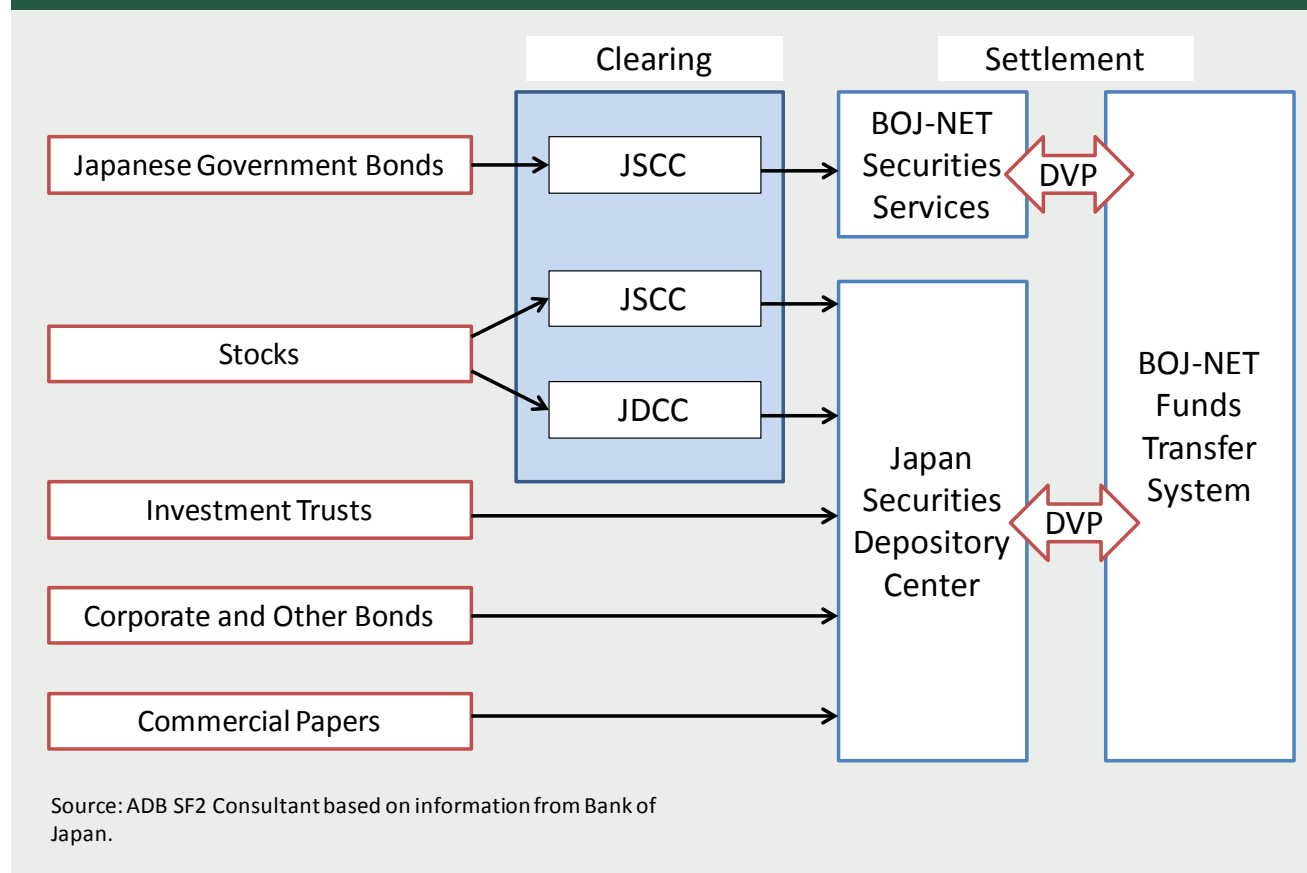 Clearing
Settlement
Japanese Government Bonds
JSCC
BOJ-NET
Securities
Services
DVP
Stocks
JSCC
JDCC
Investment Trusts
Corporate and Other Bonds
Commercial Papers
Japan
Securities
Depository
Center
DVP
BOJ-NET
Funds
Transfer
System
Source: ADB SF2 Consultant based on information from Bank of
Japan.